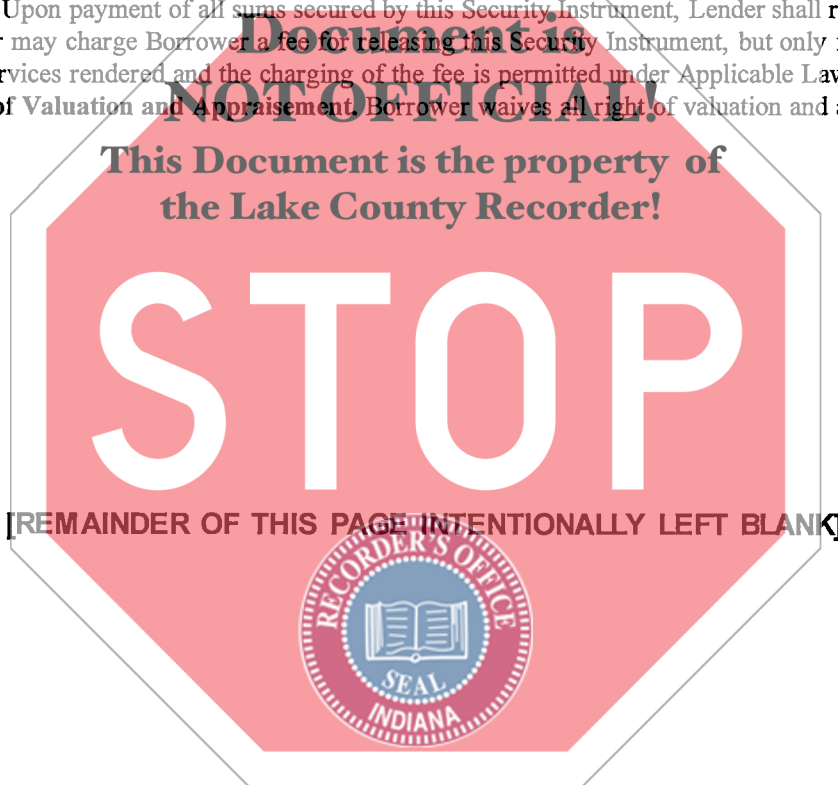 Upon payment of all sums secured by this Security Instrument, Lender shall
may charge Borrower a fee for releasing this Security Instrument, but only
rvices rendered and the charging of the fee is permitted under Applicable Law
of Valuation and Appraisement. Borrower waives all right of valuation and
Document is
NOT OFFICIAL!
This Document is the property of
the Lake County Recorder!
STOP
[REMAINDER OF THIS PAGE INTENTIONALLY LEFT BLANK]
RECORDER'S OFFICE
SEAL
INDIANA